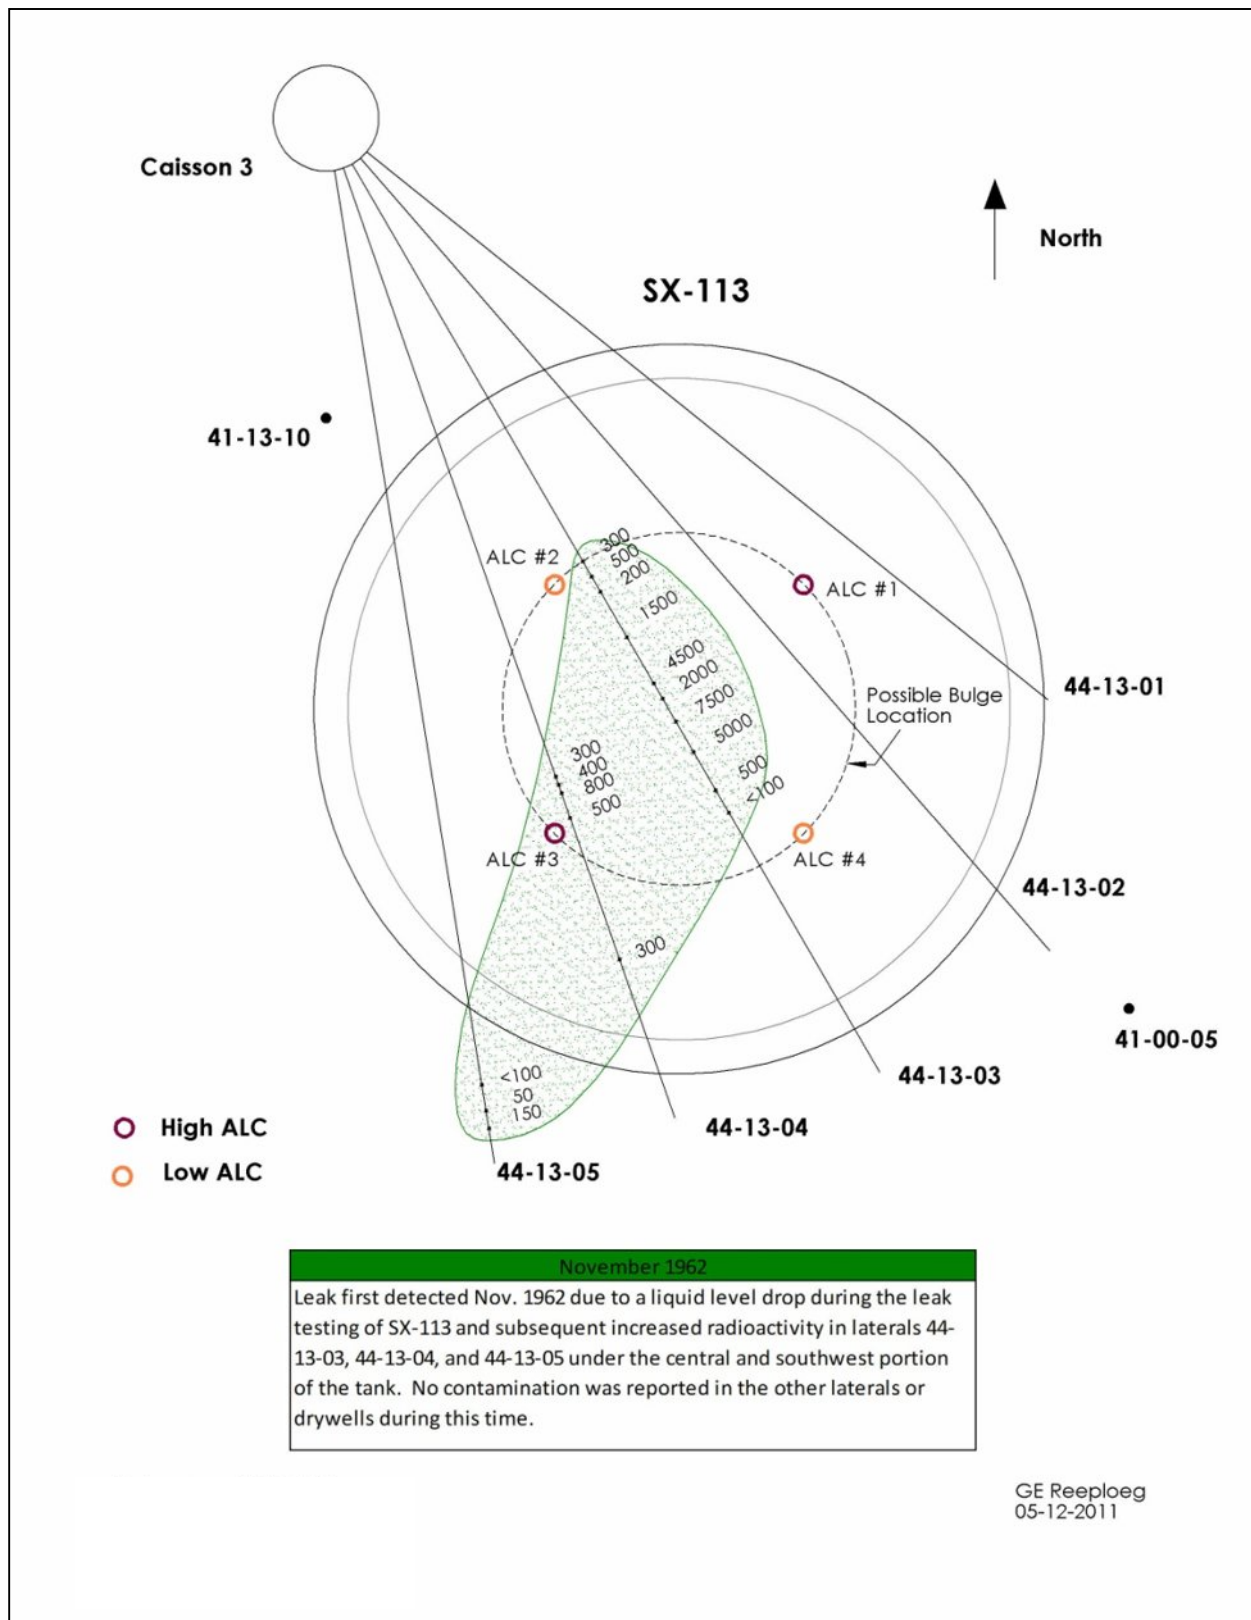 Caisson 3
North
SX-113
41-13-10
ALC #2
300
500
200
1500
ALC #1
4500
2000
7500
5000
500
<100
44-13-01
Possible Bulge
Location
300
400
800
500
ALC #3
ALC #4
44-13-02
300
41-00-05
44-13-03
<100
50
150
44-13-04
44-13-05
High ALC
Low ALC
November 1962
Leak first detected Nov. 1962 due to a liquid level drop during the leak
testing of SX-113 and subsequent increased radioactivity in laterals 44-
13-03, 44-13-04, and 44-13-05 under the central and southwest portion
of the tank. No contamination was reported in the other laterals or
drywells during this time.
GE Reeploeg
05-12-2011